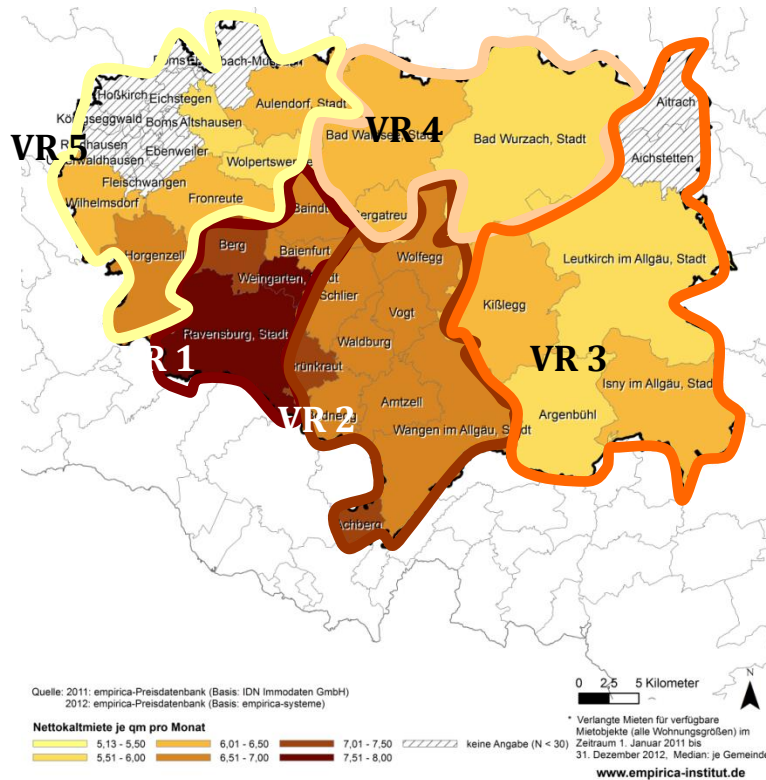 Hoßkirch
Eichstegen
Königseggwald
Boms
Altshausen
Aulendorf, Stadt
Ebenweiler
Wolpertswende
Fleischwangen
Wilhelmsdorf
Fronreute
Horgenzell
VR 5
Bad Waldsee, Stadt
VR 4
Bad Wurzach, Stadt
Bergatreute
Aitrach
Aichstetten
Leutkirch im Allgäu, Stadt
Kißlegg
VR 3
Isny im Allgäu, Stadt
Argenbühl
Baindt
Berg
Baienfurt
Weingarten, Stadt
Ravensburg, Stadt
VR 1
Wolfegg
Schlier
Vogt
Waldburg
Grünkraut
VR 2
Amtzell
Wangen im Allgäu, Stadt
Achberg
Quelle: 2011: empirica-Preisdatenbank (Basis: IDN Immodaten GmbH)
2012: empirica-Preisdatenbank (Basis: empirica-systeme)
Nettokaltmiete je qm pro Monat
5,13 - 5,50
6,01 - 6,50
7,01 - 7,50
keine Angabe (N < 30)
5,51 - 6,00
6,51 - 7,00
7,51 - 8,00
0 2,5 5 Kilometer
N
* Verlangte Mieten für verfügbare
Mietobjekte (alle Wohnungsgrößen) im
Zeitraum 1. Januar 2011 bis
31. Dezember 2012, Median: je Gemeinde
www.empirica-institut.de